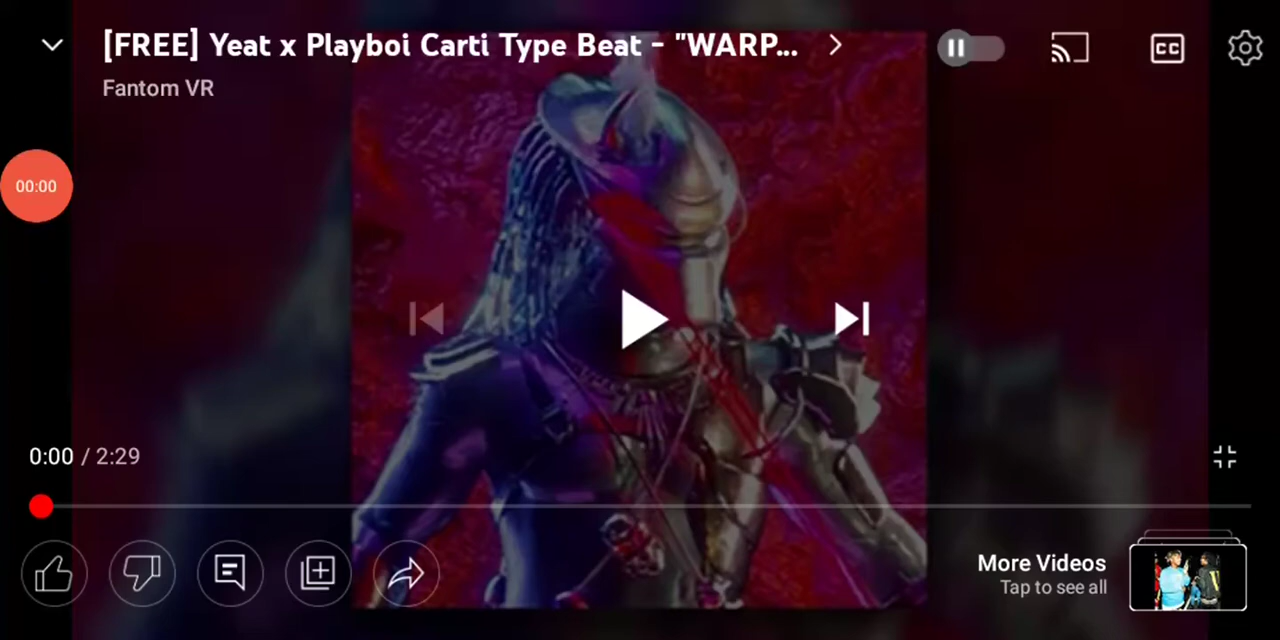 [FREE] Yeat x Playboi Carti Type Beat - "WARP...
Fantom VR
CC
00:00
0:00 / 2:29
More Videos
Tap to see all